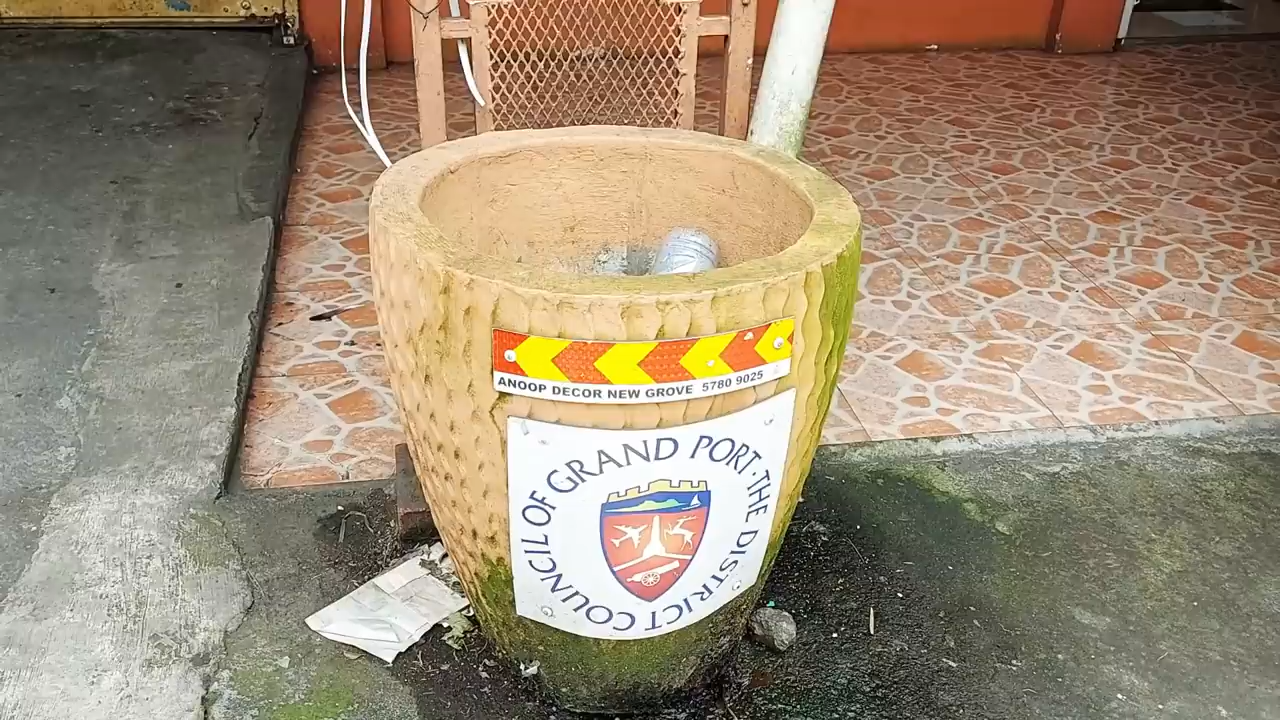 ANOOP DECOR NEW GROVE 5780 9025
THE DISTRICT COUNCIL OF GRAND PORT·